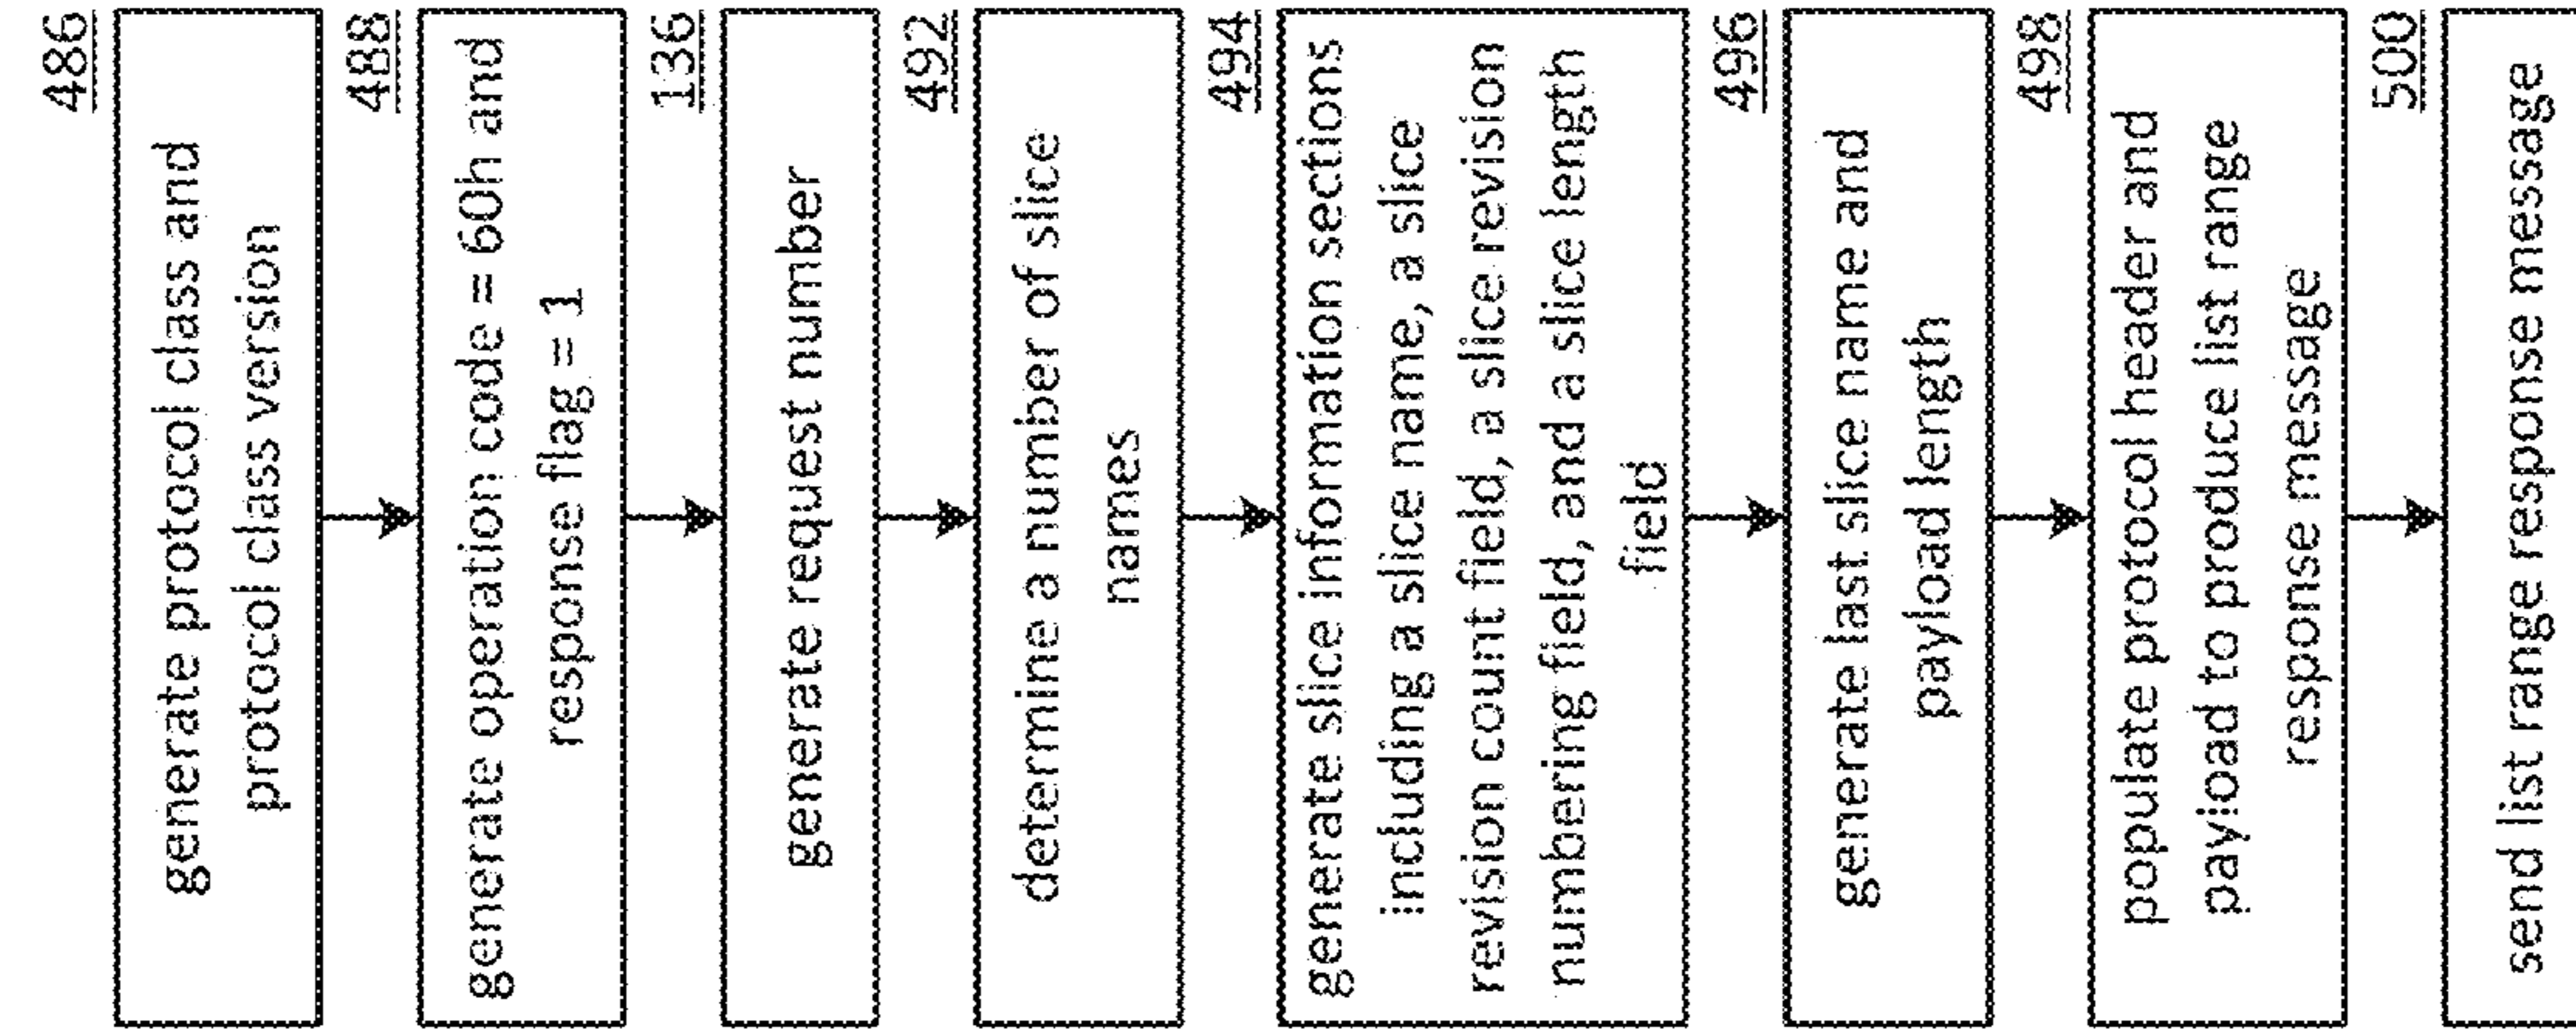 486
generate protocol class and
protocol class version
488
generate operation code = 60h and
response flag = 1
136
generate request number
492
determine a number of slice
names
494
generate slice information sections
including a slice name, a slice
revision count field, a slice revision
numbering field, and a slice length
field
496
generate last slice name and
payload length
498
populate protocol header and
payload to produce list range
response message
500
send list range response message